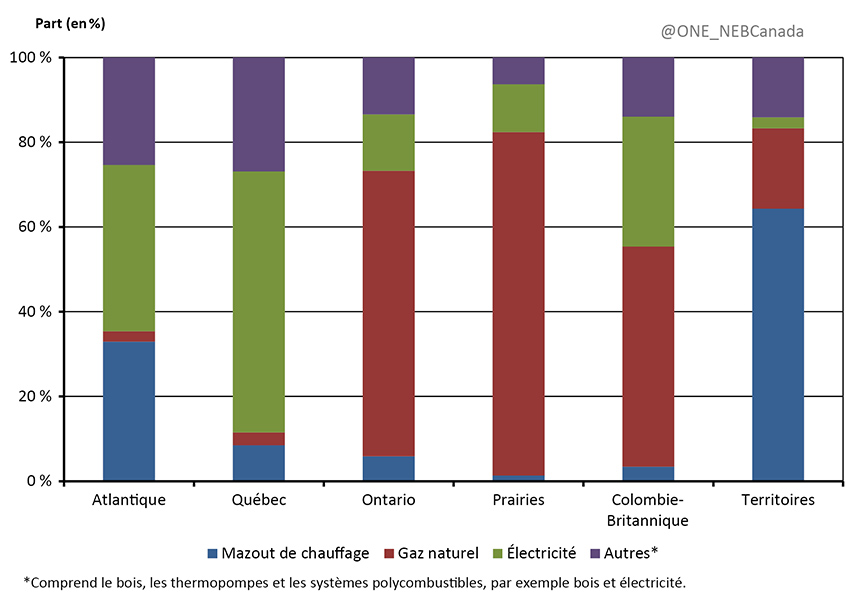 Part (en %)
@ONE_NEBCanada
100 %
80 %
60 %
40 %
20 %
0 %
Atlantique
Québec
Ontario
Prairies
Colombie-
Britannique
Territoires
Mazout de chauffage
Gaz naturel
Électricité
Autres*
*Comprend le bois, les thermopompes et les systèmes polycombustibles, par exemple bois et électricité.